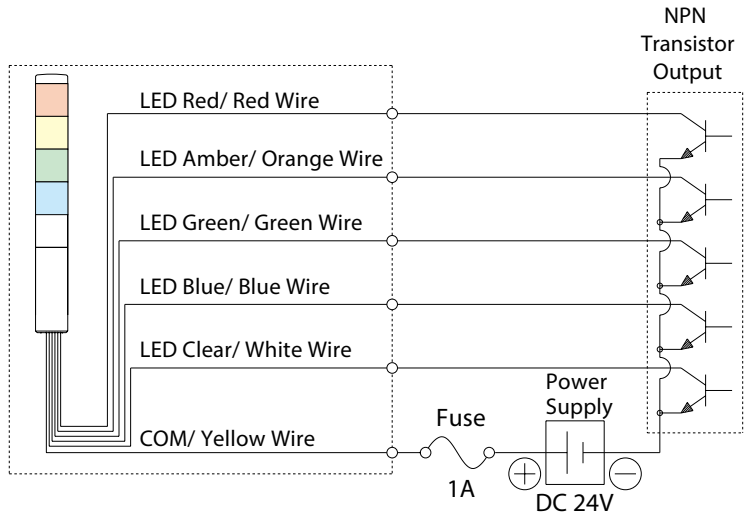 NPN
Transistor
Output
LED Red/ Red Wire
LED Amber/ Orange Wire
LED Green/ Green Wire
LED Blue/ Blue Wire
LED Clear/ White Wire
COM/ Yellow Wire
Fuse
1A
Power
Supply
+
−
DC 24V